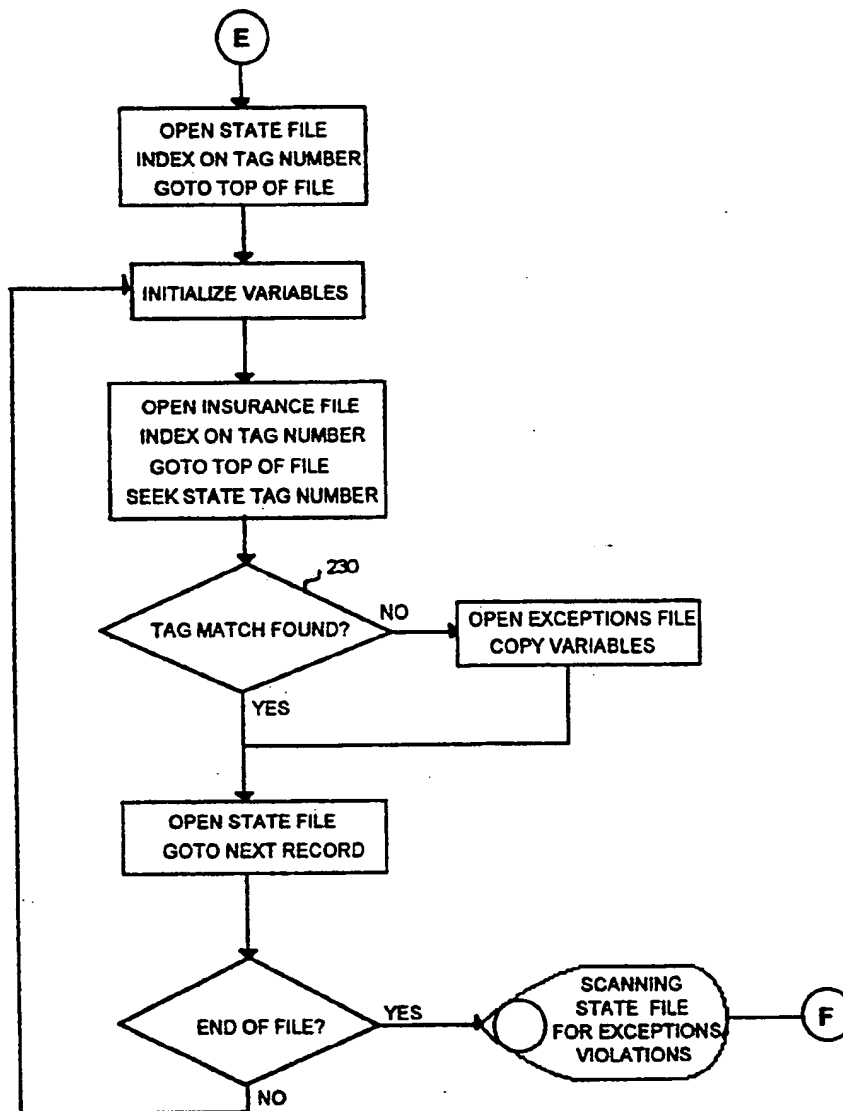 E
OPEN STATE FILE
INDEX ON TAG NUMBER
GOTO TOP OF FILE
INITIALIZE VARIABLES
OPEN INSURANCE FILE
INDEX ON TAG NUMBER
GOTO TOP OF FILE
SEEK STATE TAG NUMBER
230
TAG MATCH FOUND?
NO
OPEN EXCEPTIONS FILE
COPY VARIABLES
YES
OPEN STATE FILE
GOTO NEXT RECORD
END OF FILE?
YES
SCANNING
STATE FILE
FOR EXCEPTIONS
VIOLATIONS
F
NO